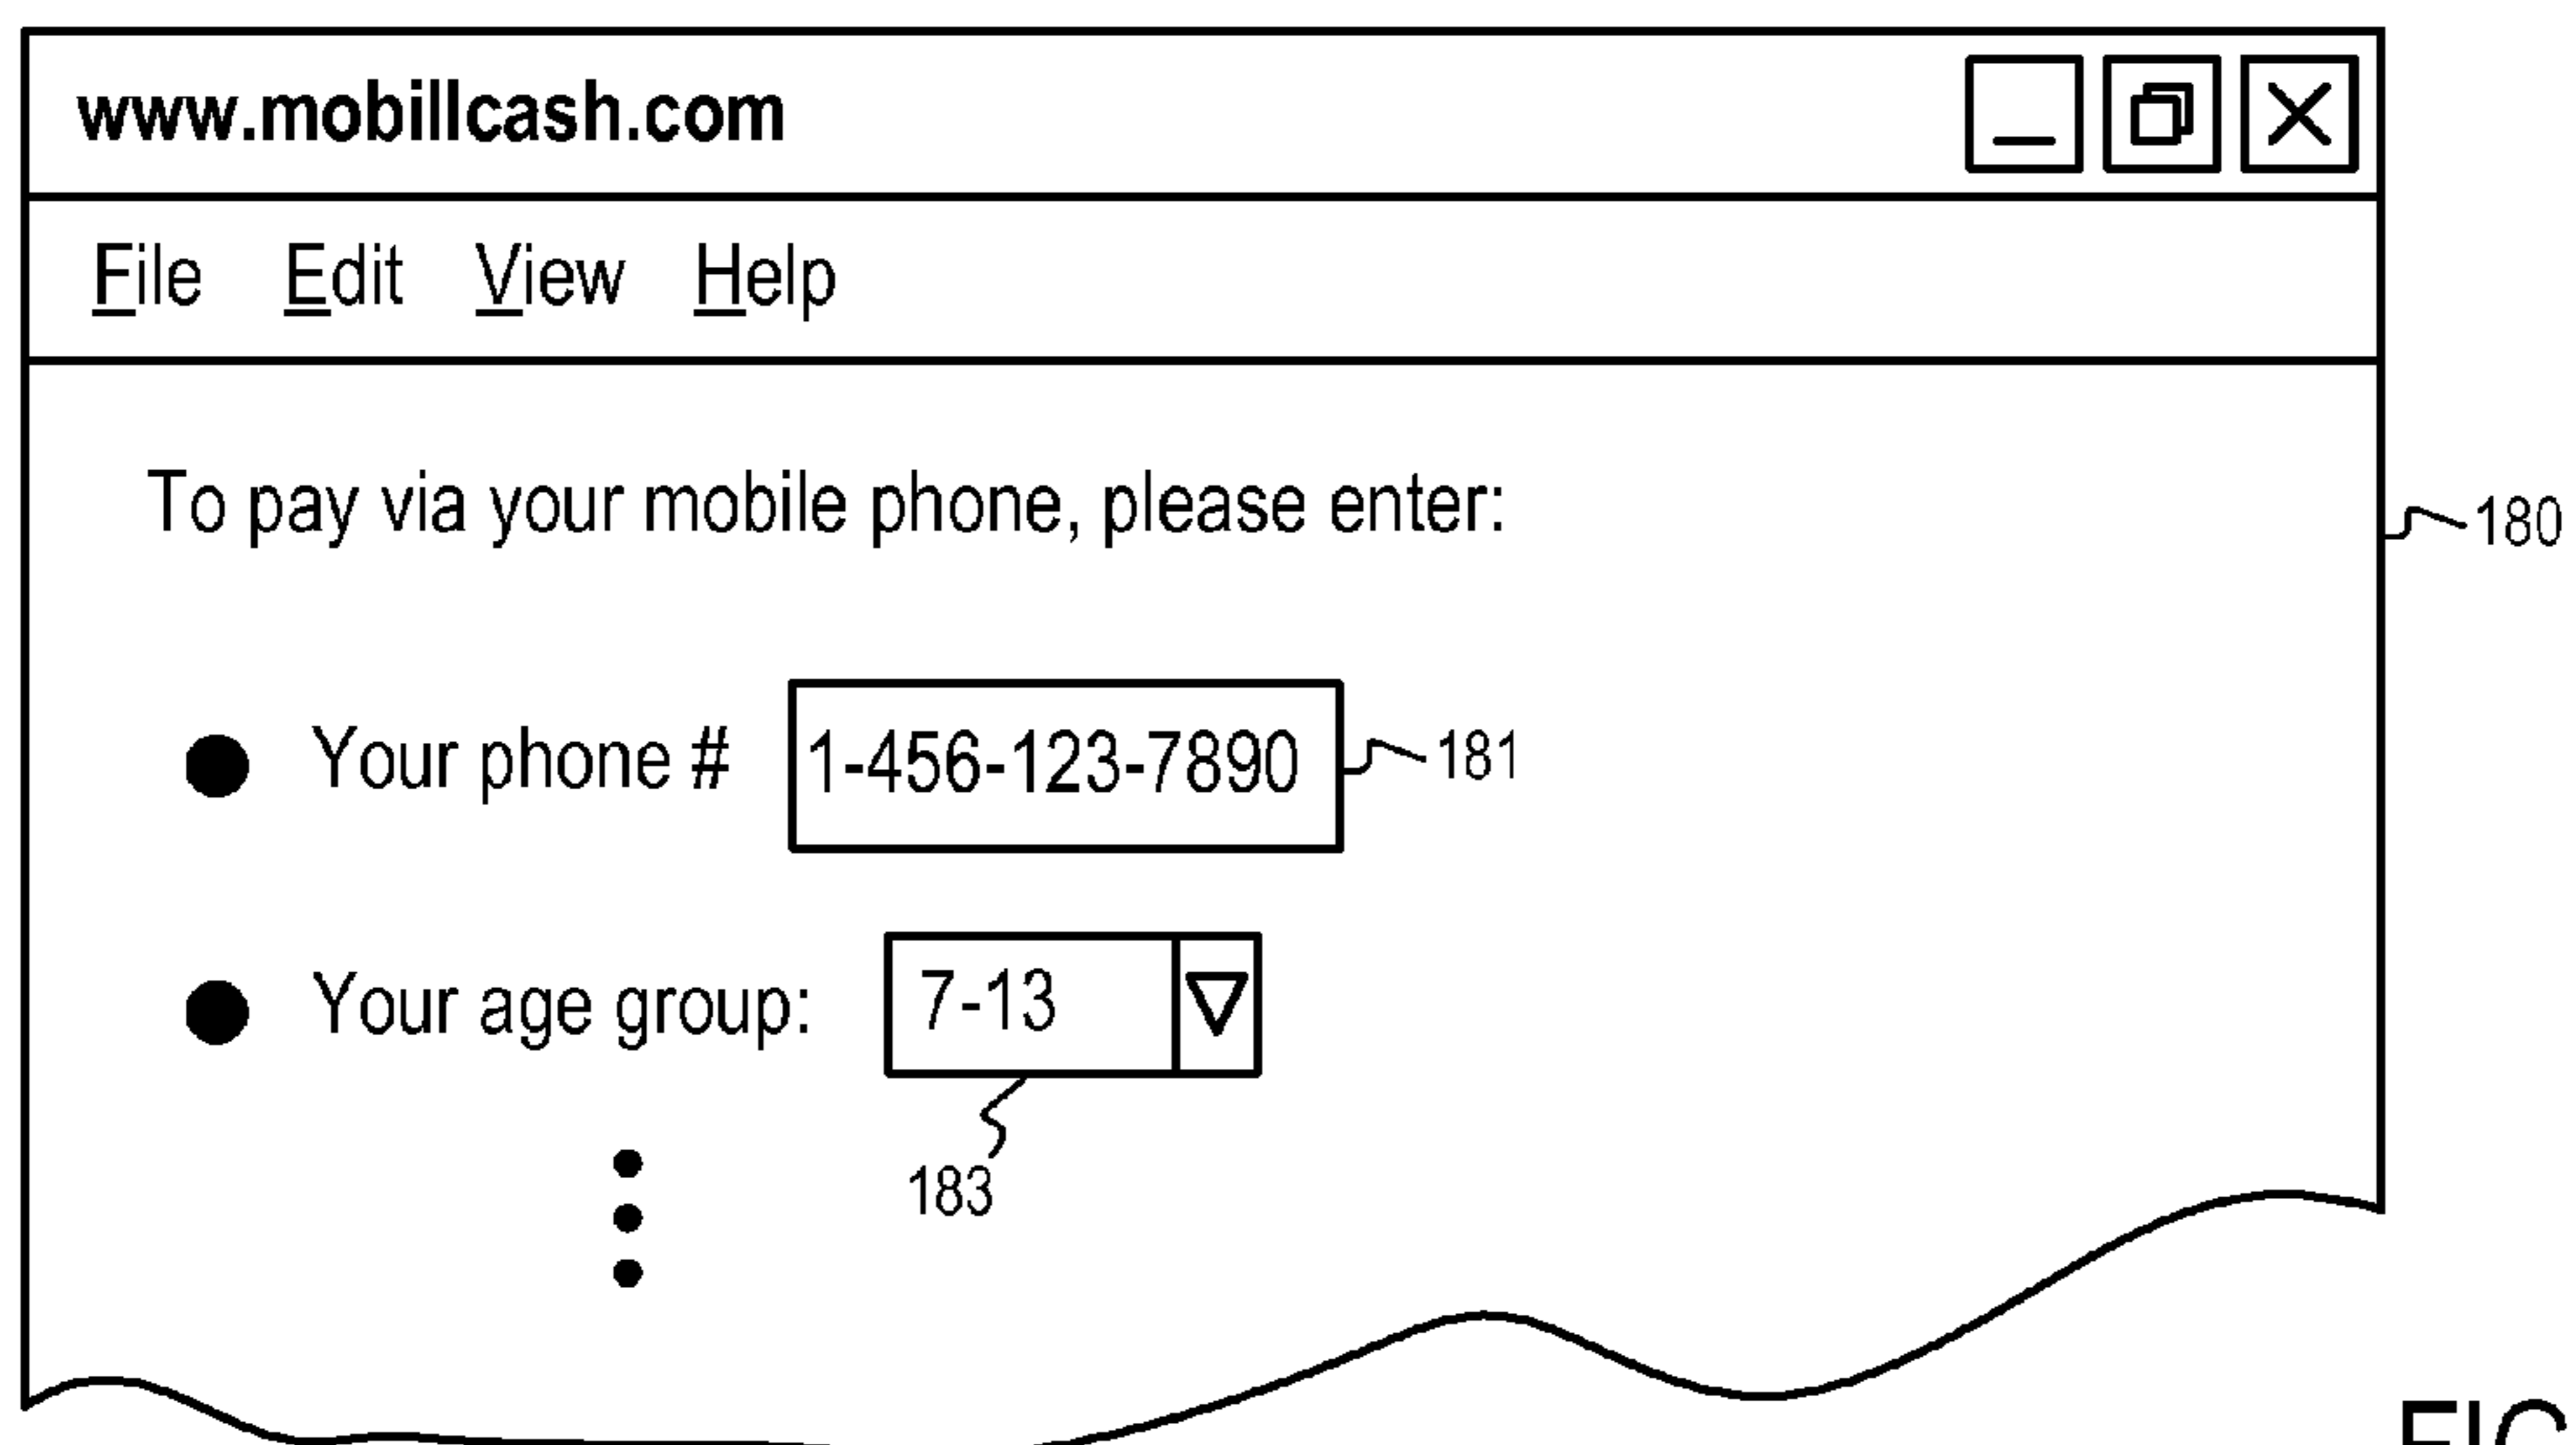 www.mobillcash.com
File Edit View Help
To pay via your mobile phone, please enter:
180
Your phone # 1-456-123-7890 181
Your age group: 7-13
183